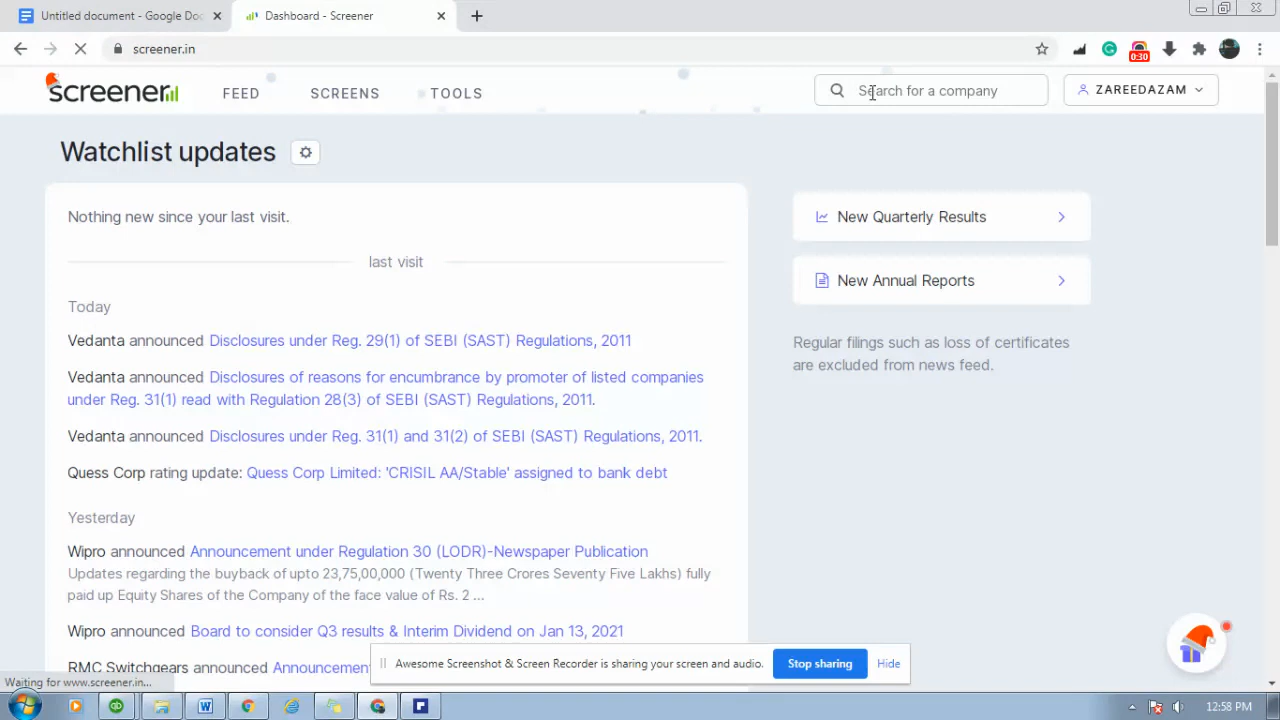 Untitled document - Google Doc
Dashboard - Screener
screener.in
0:30
screener
FEED
SCREENS
TOOLS
Search for a company
ZAREEDAZAM
Watchlist updates
Nothing new since your last visit.
last visit
Today
Vedanta announced Disclosures under Reg. 29(1) of SEBI (SAST) Regulations, 2011
Vedanta announced Disclosures of reasons for encumbrance by promoter of listed companies
under Reg. 31(1) read with Regulation 28(3) of SEBI (SAST) Regulations, 2011.
Vedanta announced Disclosures under Reg. 31(1) and 31(2) of SEBI (SAST) Regulations, 2011.
Quess Corp rating update: Quess Corp Limited: 'CRISIL AA/Stable' assigned to bank debt
Yesterday
Wipro announced Announcement under Regulation 30 (LODR)-Newspaper Publication
Updates regarding the buyback of upto 23,75,00,000 (Twenty Three Crores Seventy Five Lakhs) fully
paid up Equity Shares of the Company of the face value of Rs. 2 ...
Wipro announced Board to consider Q3 results & Interim Dividend on Jan 13, 2021
RMC Switchgears announced Announcement
New Quarterly Results
New Annual Reports
Regular filings such as loss of certificates
are excluded from news feed.
Awesome Screenshot & Screen Recorder is sharing your screen and audio.
Stop sharing
Hide
Waiting for www.screener.in...
12:58 PM